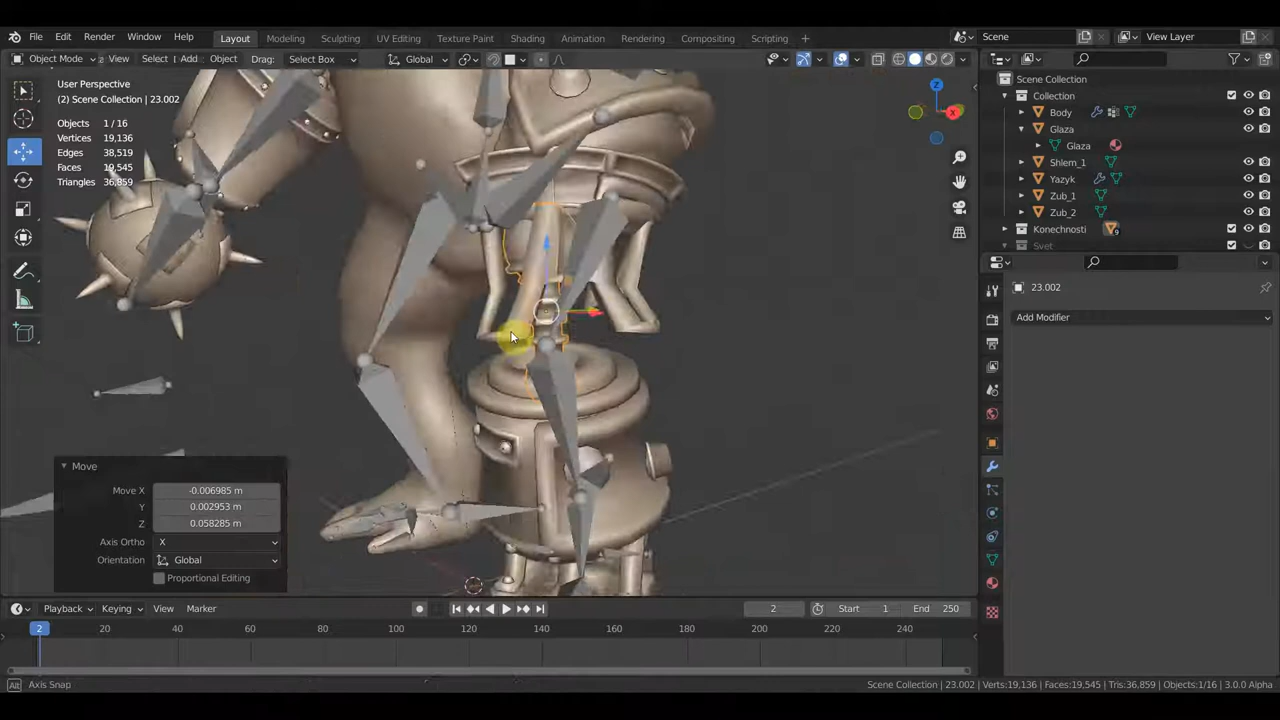 File Edit Render Window Help Layout Modeling Sculpting UV Editing Texture Paint Shading Animation Rendering Compositing Scripting + Scene View Layer
Object Mode View Select Add Object Drag: Select Box Global
User Perspective
(2) Scene Collection | 23.002
Objects 1 / 16
Vertices 19,136
Edges 38,519
Faces 19,545
Triangles 36,859
Z
X
Scene Collection
Collection
Body
Glaza
Glaza
Shlem_1
Yazyk
Zub_1
Zub_2
Konechnosti 9
Svet
23.002
Add Modifier
Move
Move X -0.006985 m
Y 0.002953 m
Z 0.058285 m
Axis Ortho X
Orientation Global
Proportional Editing
Playback Keying View Marker 2 Start 1 End 250
2 20 40 60 80 100 120 140 160 180 200 220 240
Alt Axis Snap Scene Collection | 23.002 | Verts:19,136 | Faces:19,545 | Tris:36,859 | Objects:1/16 | 3.0.0 Alpha